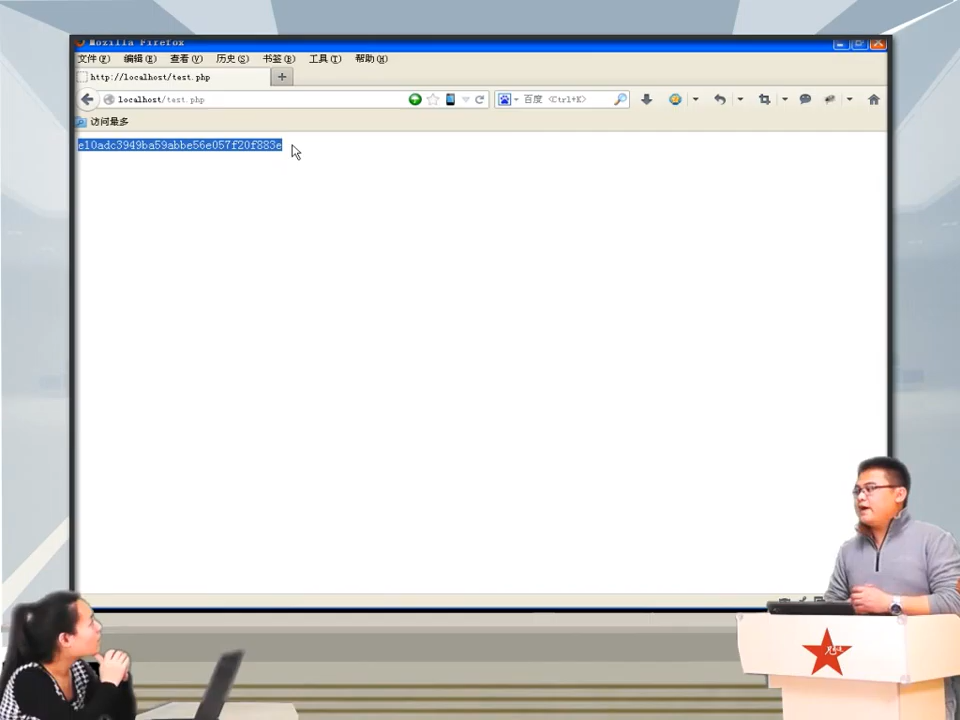 Mozilla Firefox
文件(F) 编辑(E) 查看(V) 历史(S) 书签(B) 工具(T) 帮助(H)
http://localhost/test.php
localhost/test.php
百度 <Ctrl+K>
访问最多
e10adc3949ba59abbe56e057f20f883e